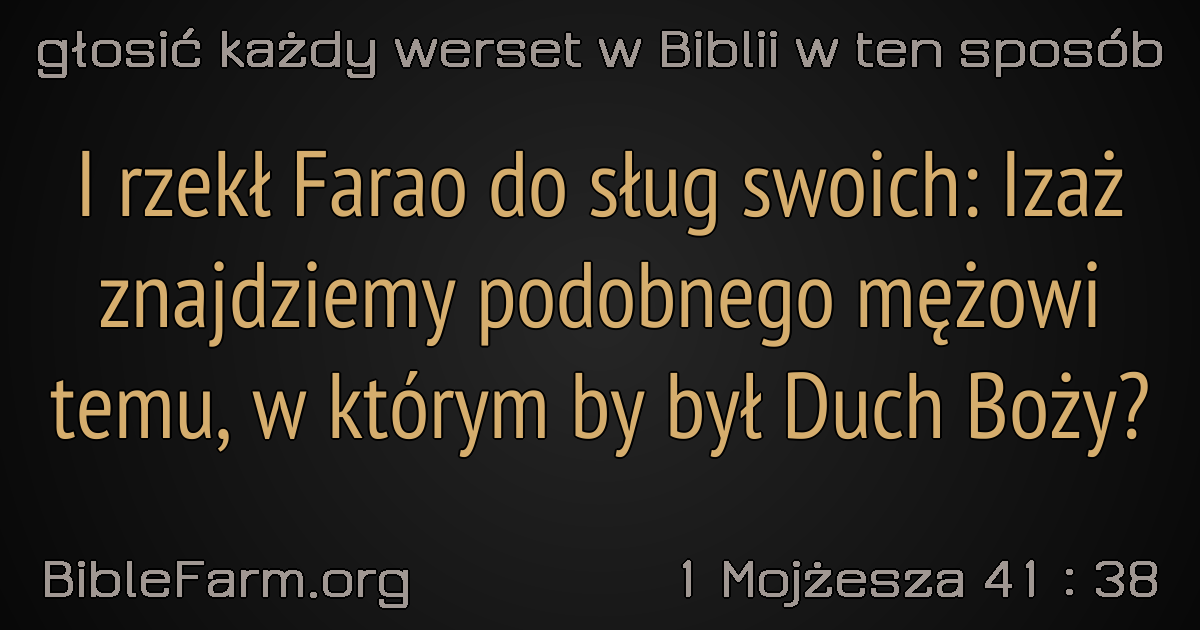 głosić każdy werset w Biblii w ten sposób
I rzekł Farao do sług swoich: Izaż
znajdziemy podobnego mężowi
temu, w którym by był Duch Boży?
BibleFarm.org
1 Mojżesza 41 : 38